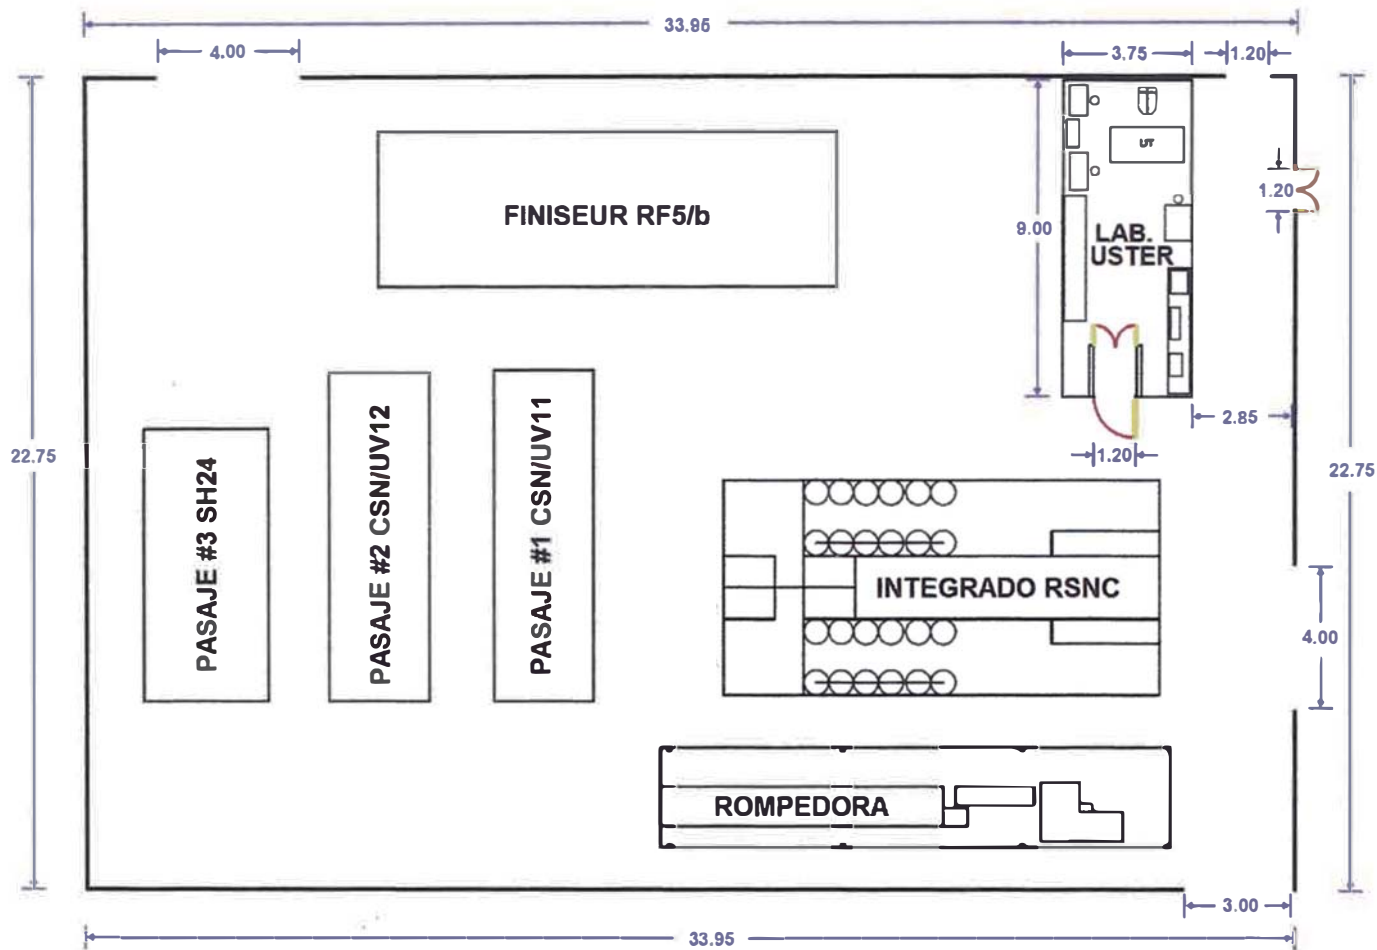 33.95
4.00
3.75
1.20
UT
FINISEUR RF5/b
1.20
9.00
LAB.
USTER
2.85
1.20
22.75
22.75
PASAJE #3 SH24
PASAJE #2 CSN/UV12
PASAJE #1 CSN/UV11
INTEGRADO RSNC
4.00
ROMPEDORA
3.00
33.95